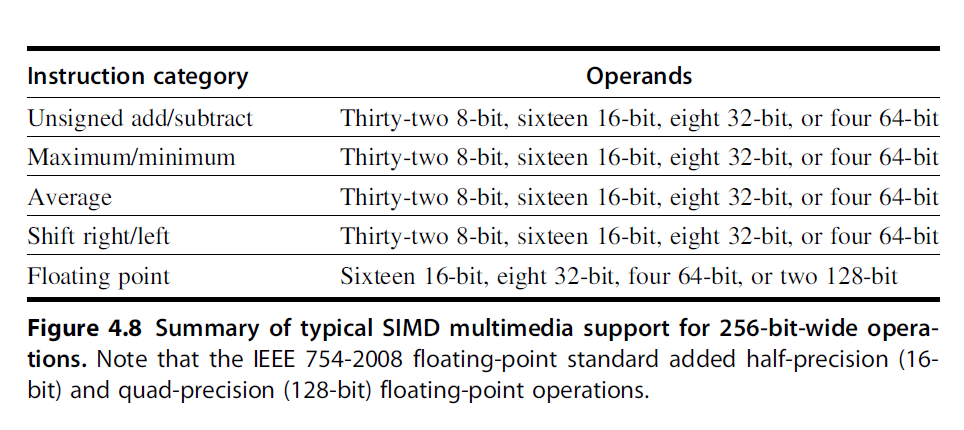 Instruction category Operands
Unsigned add/subtract Thirty-two 8-bit, sixteen 16-bit, eight 32-bit, or four 64-bit
Maximum/minimum Thirty-two 8-bit, sixteen 16-bit, eight 32-bit, or four 64-bit
Average Thirty-two 8-bit, sixteen 16-bit, eight 32-bit, or four 64-bit
Shift right/left Thirty-two 8-bit, sixteen 16-bit, eight 32-bit, or four 64-bit
Floating point Sixteen 16-bit, eight 32-bit, four 64-bit, or two 128-bit
Figure 4.8 Summary of typical SIMD multimedia support for 256-bit-wide opera-
tions. Note that the IEEE 754-2008 floating-point standard added half-precision (16-
bit) and quad-precision (128-bit) floating-point operations.